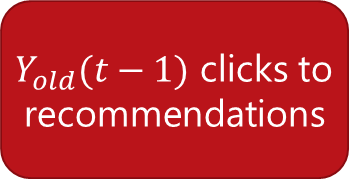 Y_old(t − 1) clicks to
recommendations